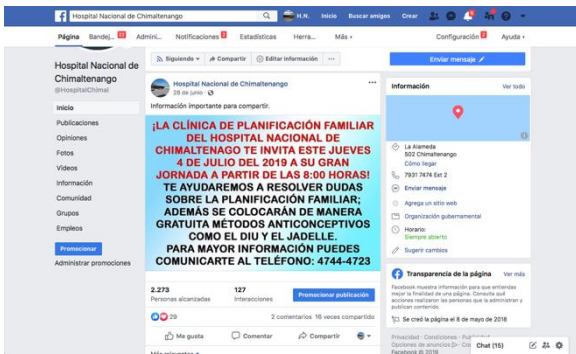 Hospital Nacional de Chimaltenango
H.N. Inicio Buscar amigos Crear
Página Bandej... Admini... Notificaciones Estadísticas Herra... Más Configuración Ayuda
Hospital Nacional de
Chimaltenango
@HospitalChimal
Inicio
Publicaciones
Opiniones
Fotos
Videos
Información
Comunidad
Grupos
Empleos
Promocionar
Administrar promociones
Siguiendo Compartir Editar información ...
Hospital Nacional de Chimaltenango
28 de junio
Información importante para compartir.
¡LA CLÍNICA DE PLANIFICACIÓN FAMILIAR
DEL HOSPITAL NACIONAL DE
CHIMALTENAGO TE INVITA ESTE JUEVES
4 DE JULIO DEL 2019 A SU GRAN
JORNADA A PARTIR DE LAS 8:00 HORAS!
TE AYUDAREMOS A RESOLVER DUDAS
SOBRE LA PLANIFICACIÓN FAMILIAR;
ADEMÁS SE COLOCARÁN DE MANERA
GRATUITA MÉTODOS ANTICONCEPTIVOS
COMO EL DIU Y EL JADELLE.
PARA MAYOR INFORMACIÓN PUEDES
COMUNICARTE AL TELÉFONO: 4744-4723
2.273
Personas alcanzadas
127
Interacciones
Promocionar publicación
29
2 comentarios 16 veces compartido
Me gusta Comentar Compartir
Enviar mensaje
Información Ver todo
La Alameda
502 Chimaltenango
Cómo llegar
7931 7474 Ext 2
Enviar mensaje
Agrega un sitio web
Organización gubernamental
Horario:
Siempre abierto
Sugerir cambios
Transparencia de la página Ver más
Facebook muestra información para que entiendas
mejor la finalidad de una página. Consulta qué
acciones realizaron las personas que la administran y
publican contenido.
Se creó la página el 8 de mayo de 2018
Privacidad · Condiciones ·
Opciones de anuncios · 
Facebook © 2019
Chat (15)